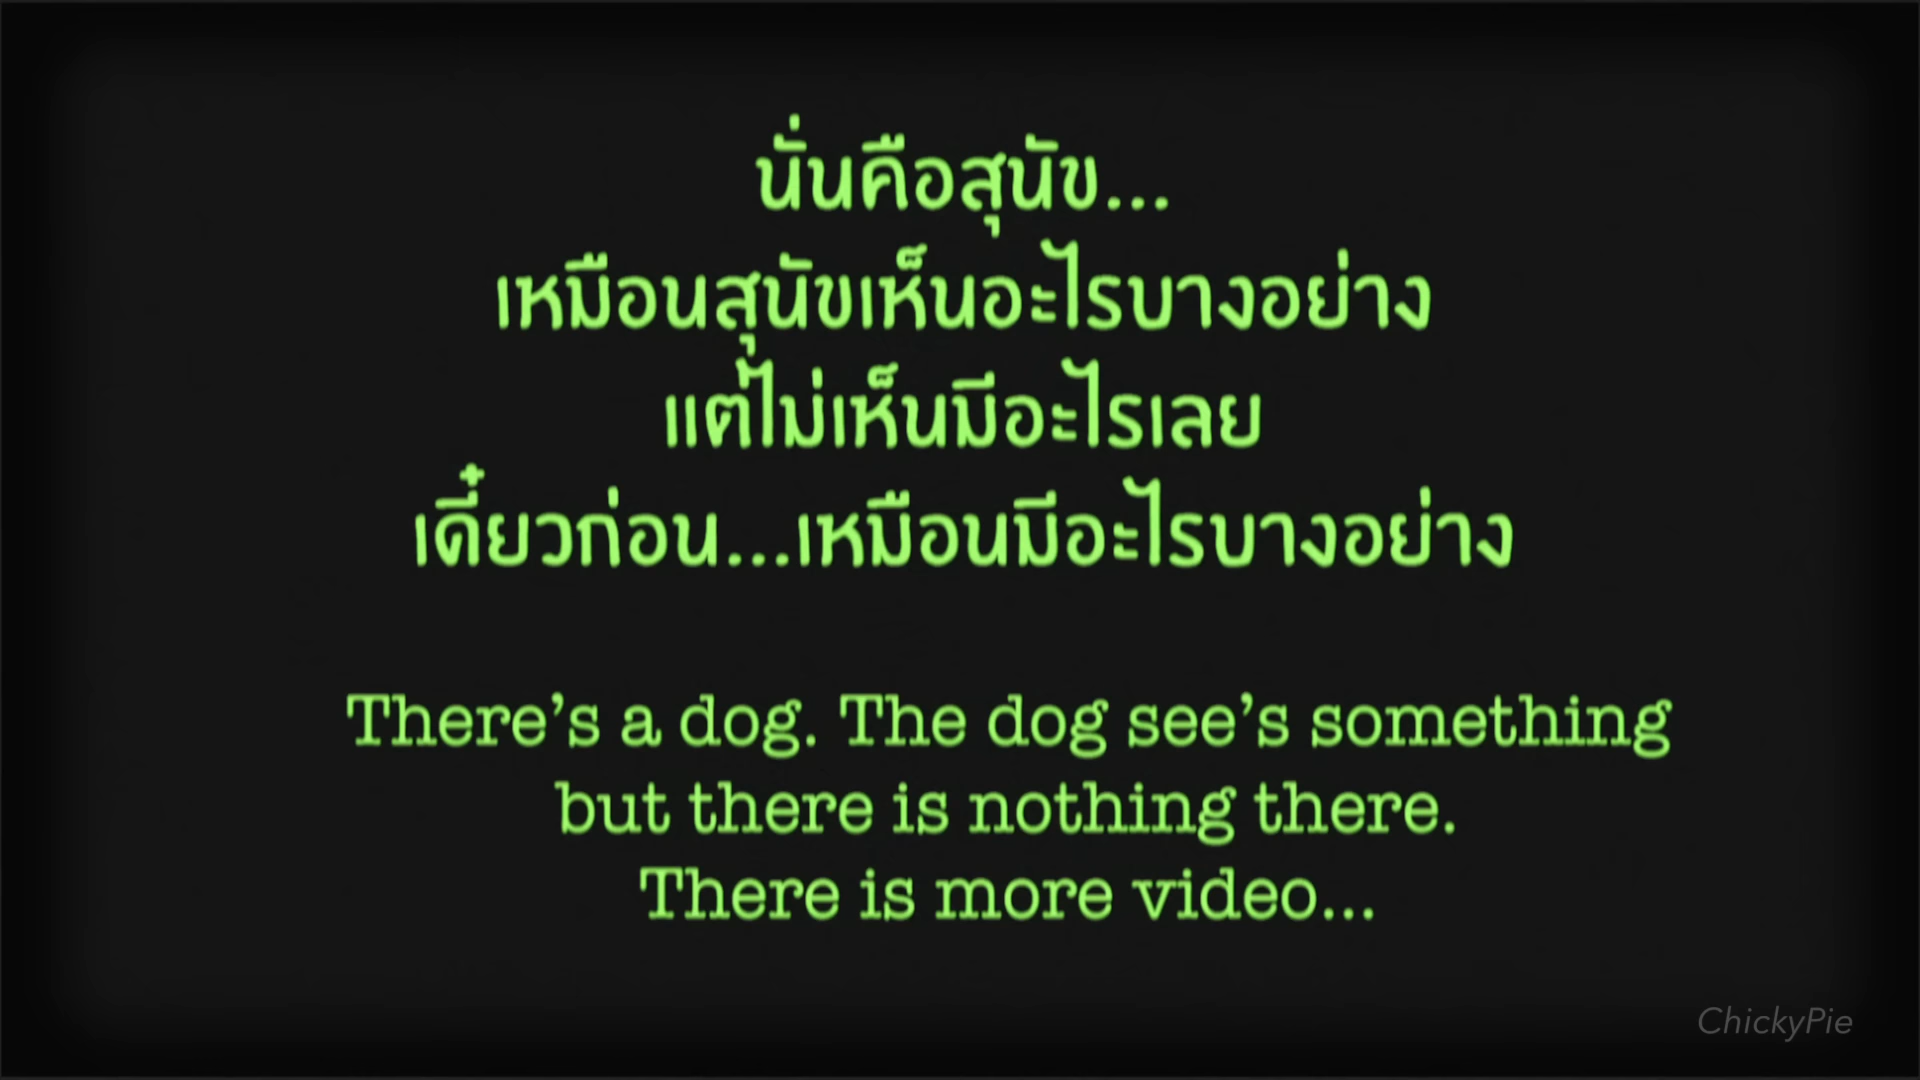 นั่นคือสุนัข...
เหมือนสุนัขเห็นอะไรบางอย่าง
แต่ไม่เห็นมีอะไรเลย
เดี๋ยวก่อน...เหมือนมีอะไรบางอย่าง
There’s a dog. The dog see’s something
but there is nothing there.
There is more video...
ChickyPie